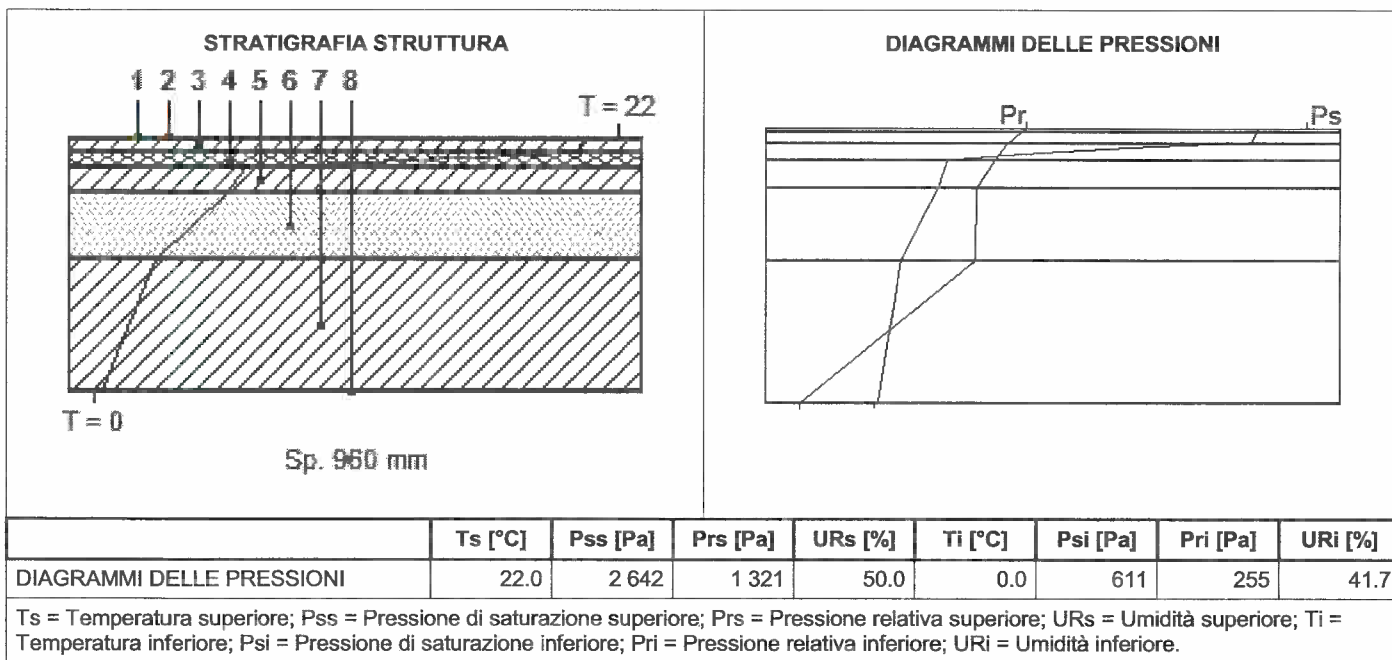 STRATIGRAFIA STRUTTURA
1 2 3 4 5 6 7 8
T = 22
T = 0
Sp. 960 mm
DIAGRAMMI DELLE PRESSIONI
Pr
Ps
Ts [°C] Pss [Pa] Prs [Pa] URs [%] Ti [°C] Psi [Pa] Pri [Pa] URi [%]
DIAGRAMMI DELLE PRESSIONI 22.0 2 642 1 321 50.0 0.0 611 255 41.7
Ts = Temperatura superiore; Pss = Pressione di saturazione superiore; Prs = Pressione relativa superiore; URs = Umidità superiore; Ti =
Temperatura inferiore; Psi = Pressione di saturazione inferiore; Pri = Pressione relativa inferiore; URi = Umidità inferiore.